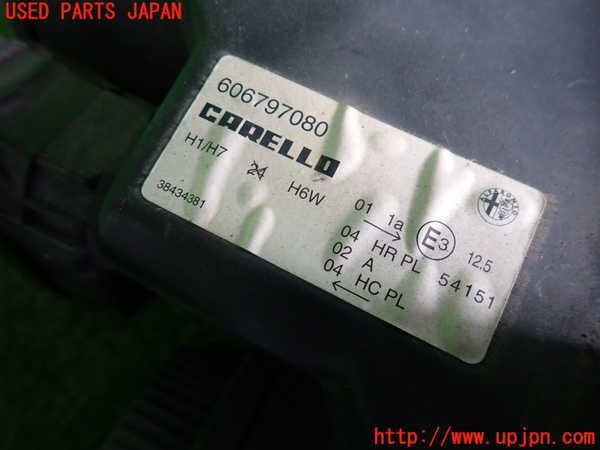 USED PARTS JAPAN
606797080
CARELLO
H1/H7 24 H6W
38434381
01 1a
04 HR PL E3 12.5
02 A
04 HC PL 54151
http://www.upjpn.com/